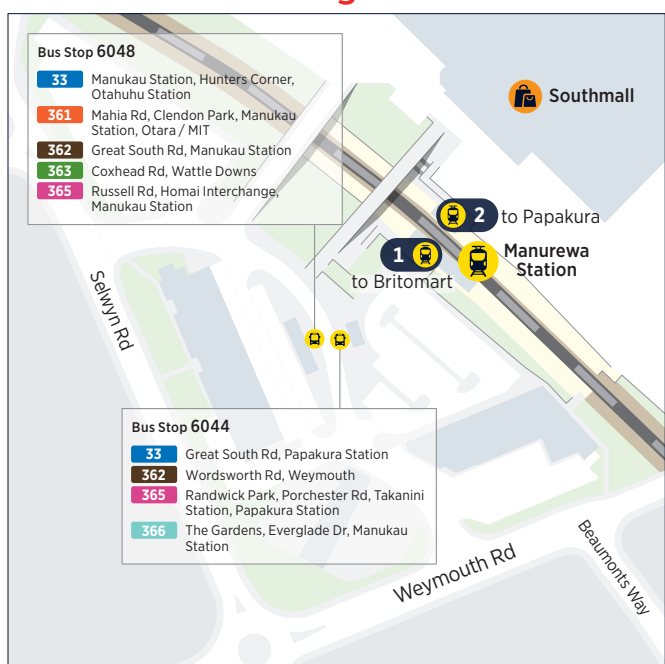 Bus Stop 6048
33 Manukau Station, Hunters Corner,
Otahuhu Station
361 Mahia Rd, Clendon Park, Manukau
Station, Otara / MIT
362 Great South Rd, Manukau Station
363 Coxhead Rd, Wattle Downs
365 Russell Rd, Homai Interchange,
Manukau Station
Southmall
2 to Papakura
1
to Britomart
Manurewa
Station
Selwyn Rd
Bus Stop 6044
33 Great South Rd, Papakura Station
362 Wordsworth Rd, Weymouth
365 Randwick Park, Porchester Rd, Takanini
Station, Papakura Station
366 The Gardens, Everglade Dr, Manukau
Station
Weymouth Rd
Beaumonts Way